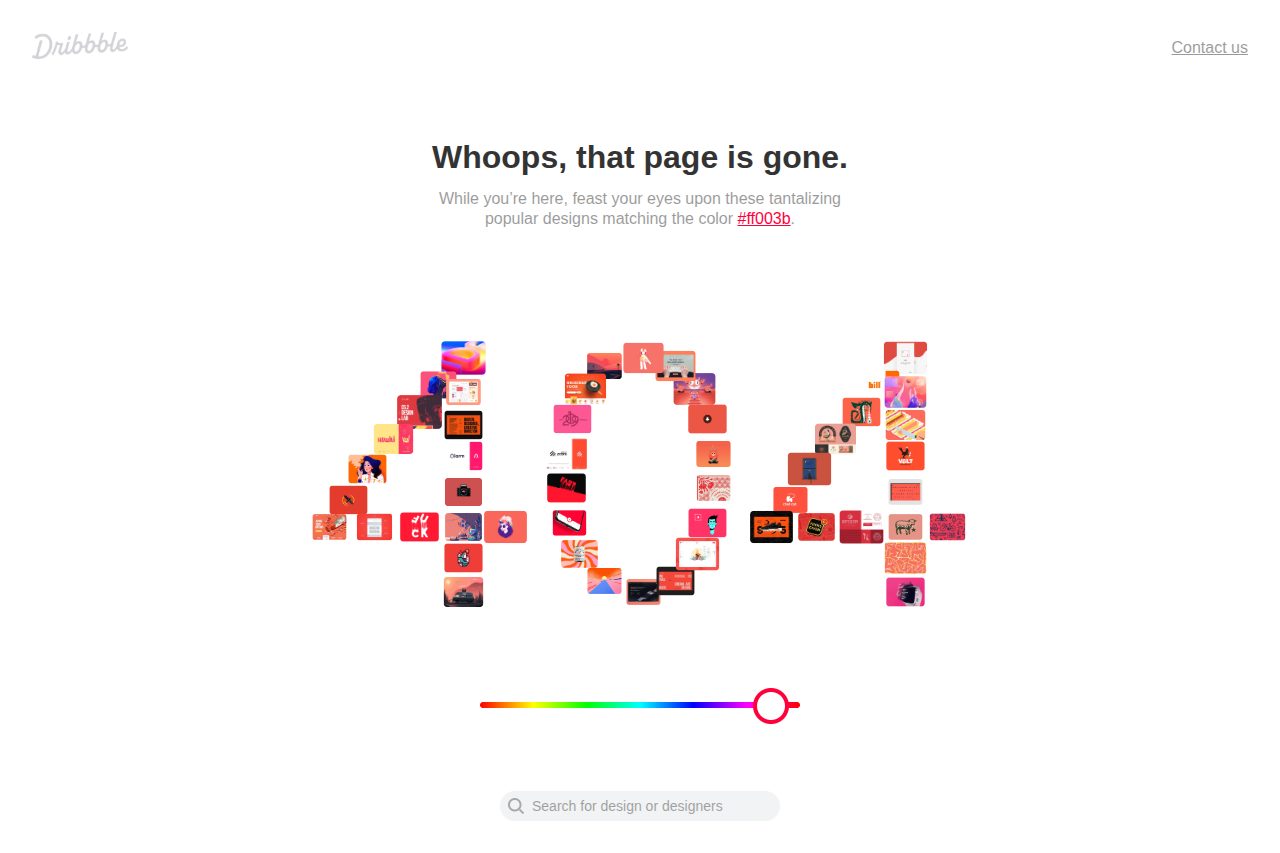 Dribbble
Contact us
Whoops, that page is gone.
While you’re here, feast your eyes upon these tantalizing
popular designs matching the color #ff003b.
bill
Search for design or designers